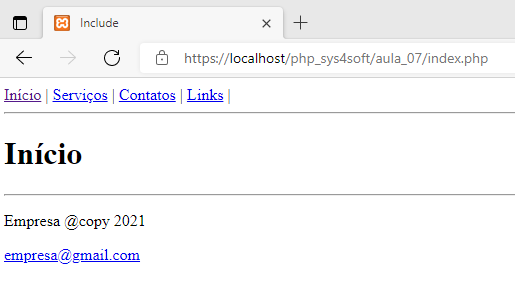 Include
https://localhost/php_sys4soft/aula_07/index.php
Início | Serviços | Contatos | Links |
Início
Empresa @copy 2021
empresa@gmail.com